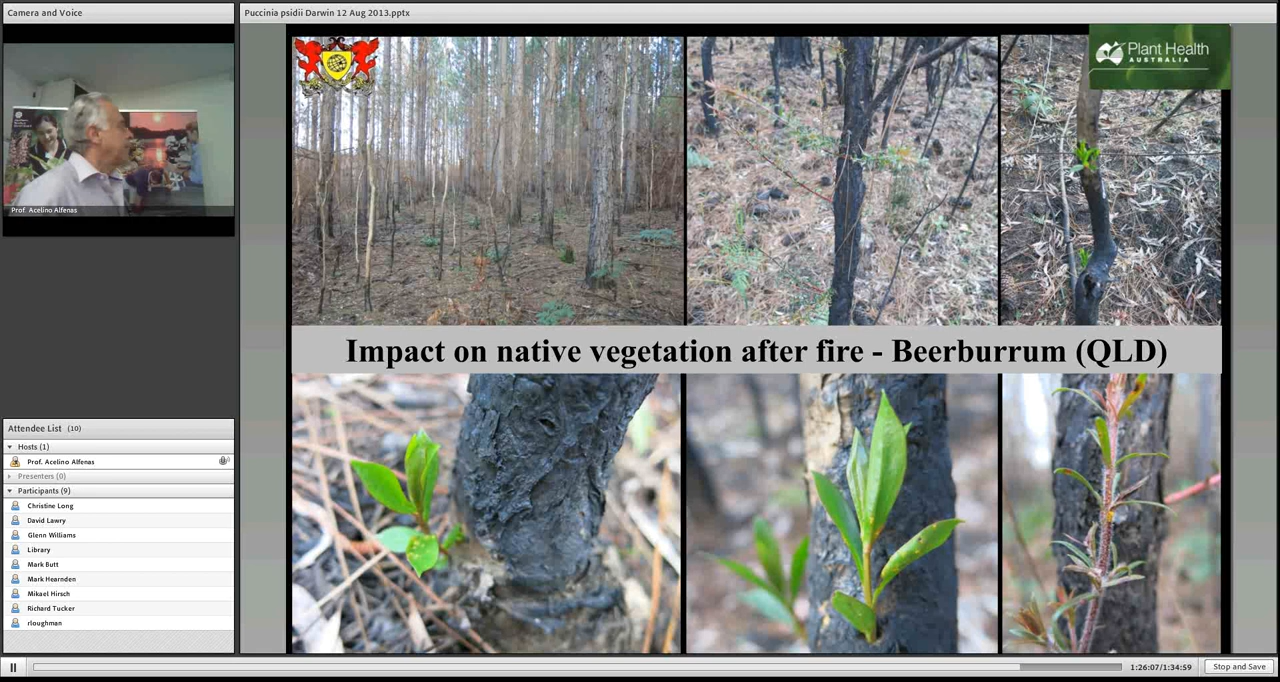 Camera and Voice
Puccinia psidii Darwin 12 Aug 2013.pptx
Prof. Acelino Alfenas
Plant Health
AUSTRALIA
Impact on native vegetation after fire - Beerburrum (QLD)
Attendee List (10)
Hosts (1)
Prof. Acelino Alfenas
Presenters (0)
Participants (9)
Christine Long
David Lawry
Glenn Williams
Library
Mark Butt
Mark Hearnden
Mikael Hirsch
Richard Tucker
rloughman
1:26:07/1:34:59
Stop and Save